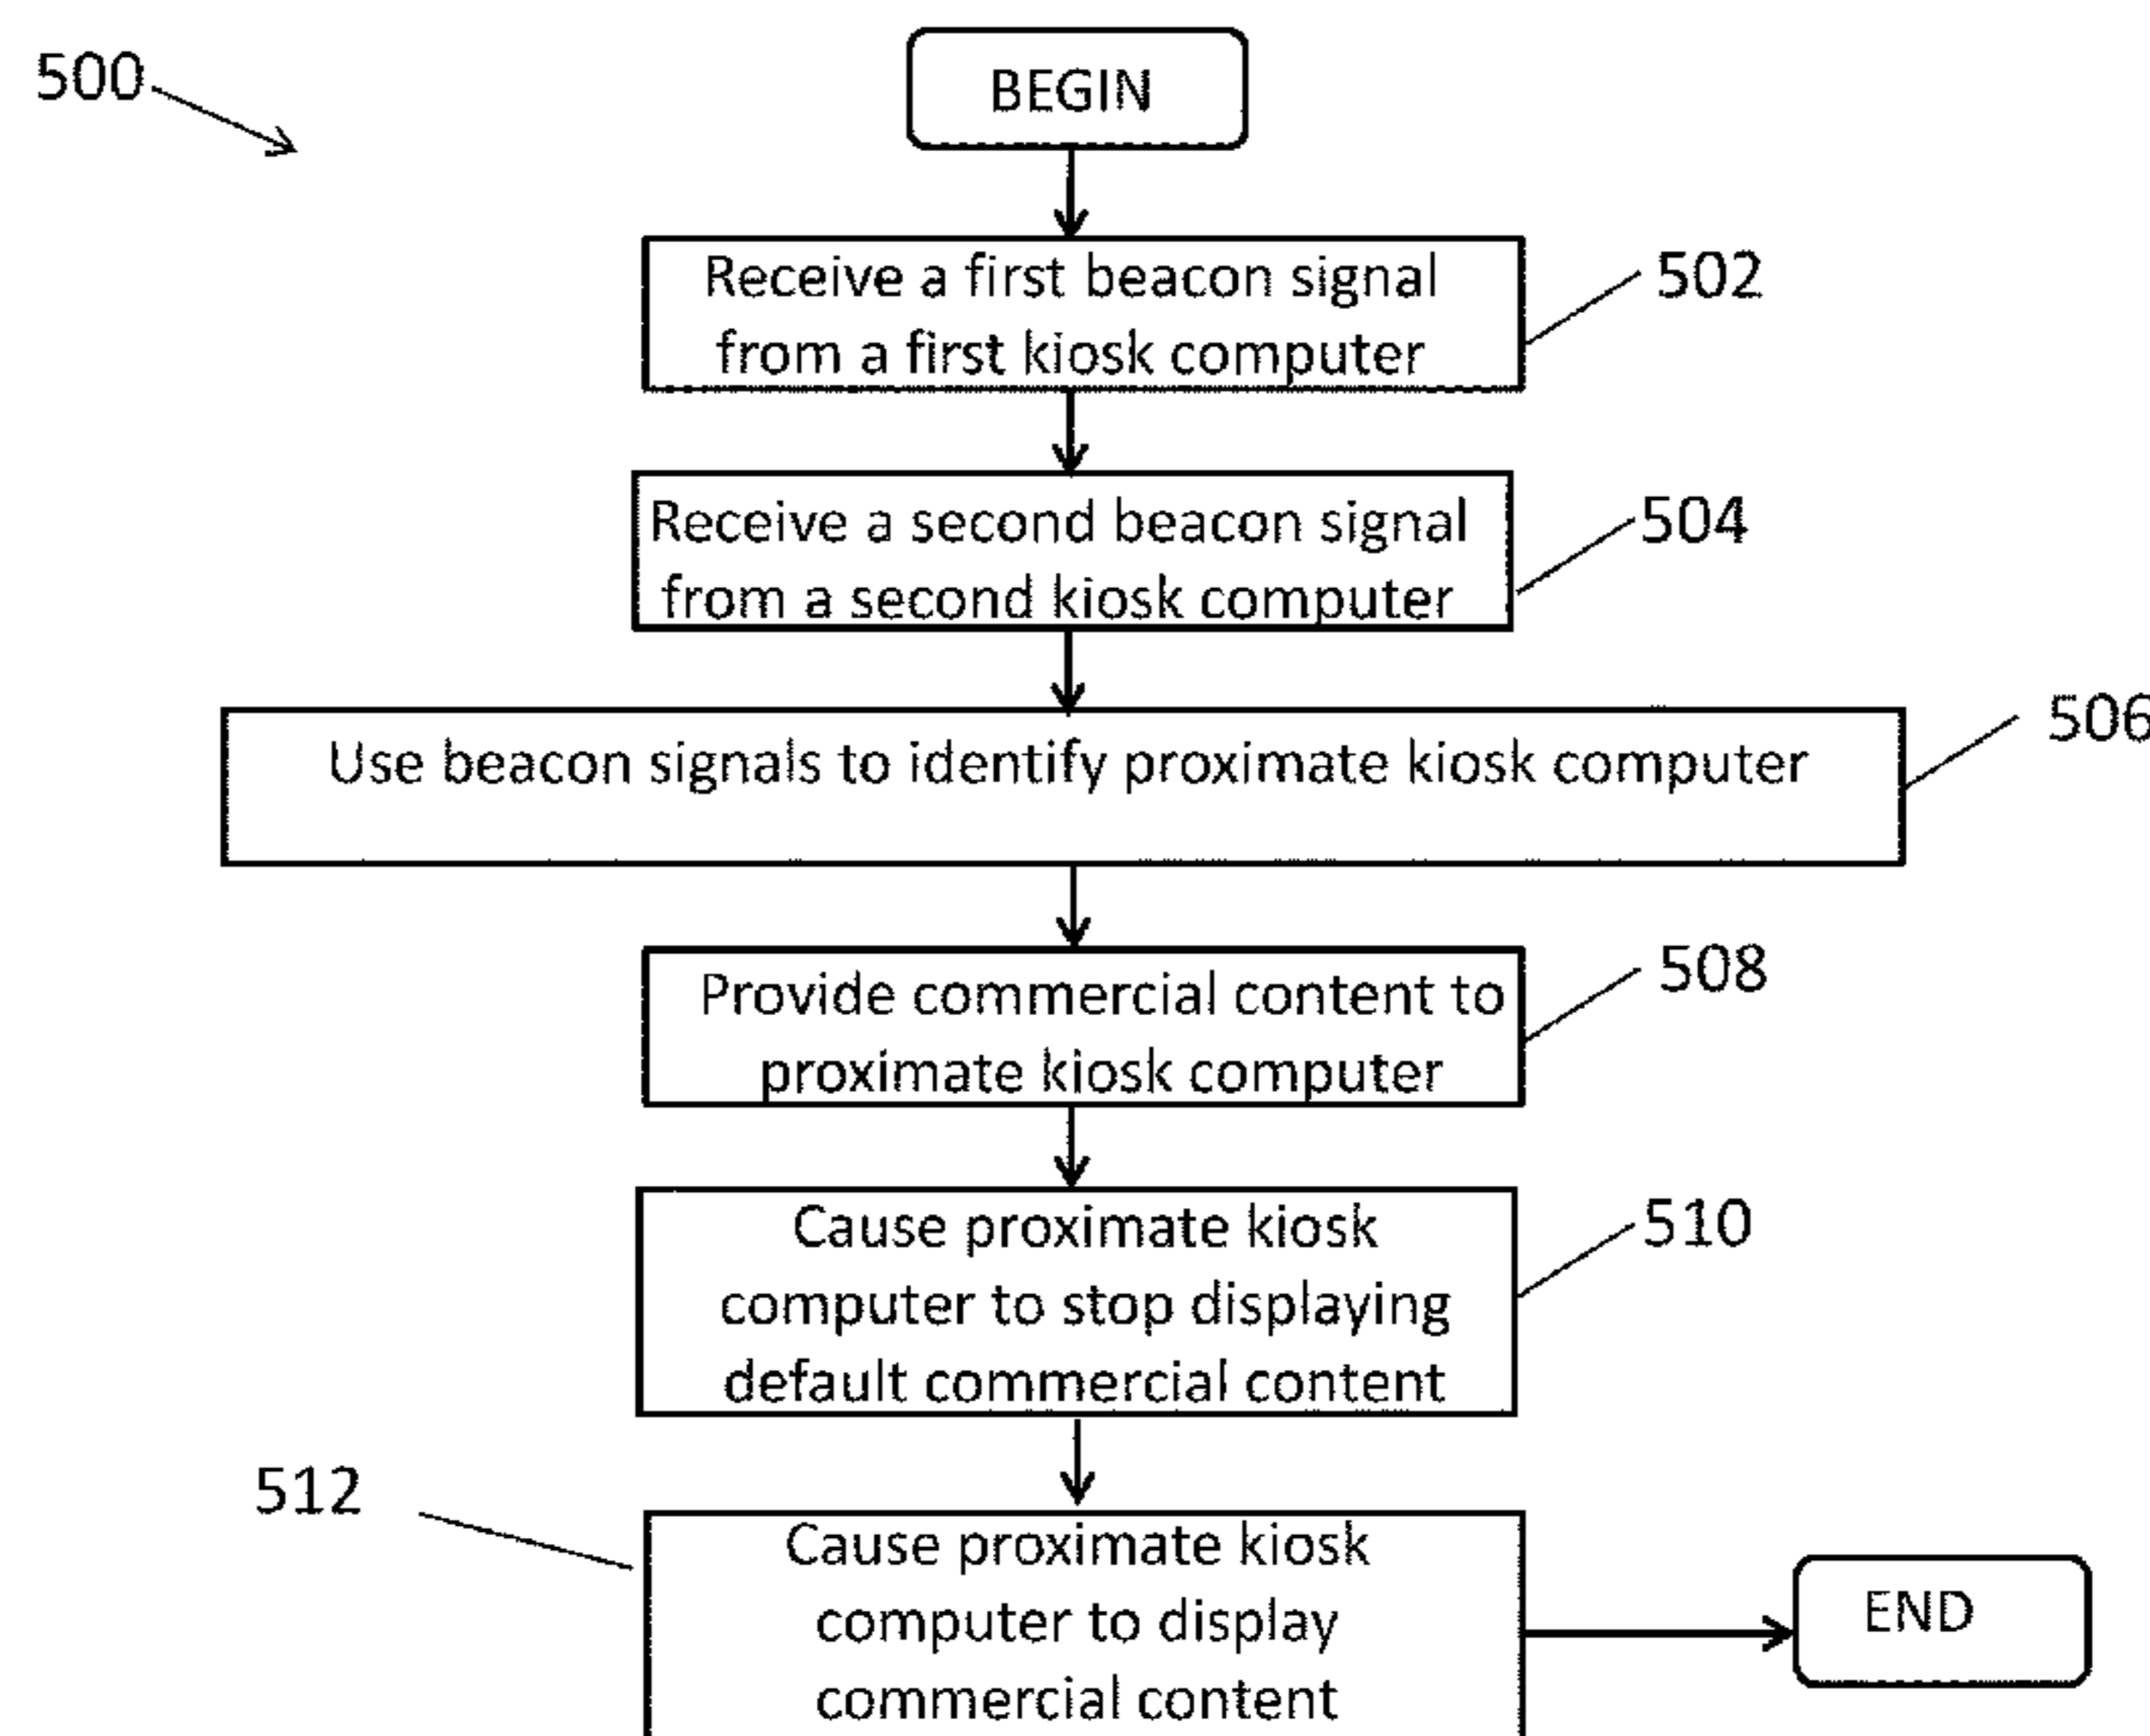 500
BEGIN
Receive a first beacon signal
from a first kiosk computer
502
Receive a second beacon signal
from a second kiosk computer
504
Use beacon signals to identify proximate kiosk computer
506
Provide commercial content to
proximate kiosk computer
508
Cause proximate kiosk
computer to stop displaying
default commercial content
510
512
Cause proximate kiosk
computer to display
commercial content
END